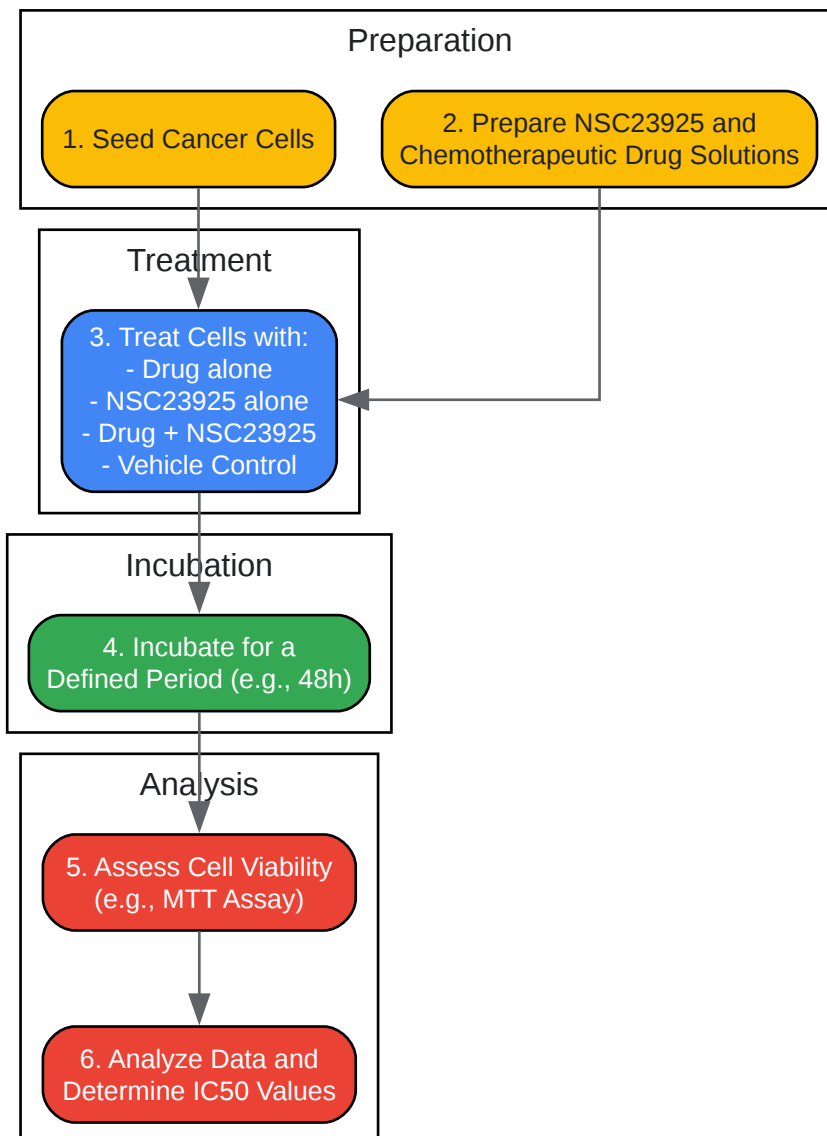 Preparation
1. Seed Cancer Cells
2. Prepare NSC23925 and
Chemotherapeutic Drug Solutions
Treatment
3. Treat Cells with:
- Drug alone
- NSC23925 alone
- Drug + NSC23925
- Vehicle Control
Incubation
4. Incubate for a
Defined Period (e.g., 48h)
Analysis
5. Assess Cell Viability
(e.g., MTT Assay)
6. Analyze Data and
Determine IC50 Values